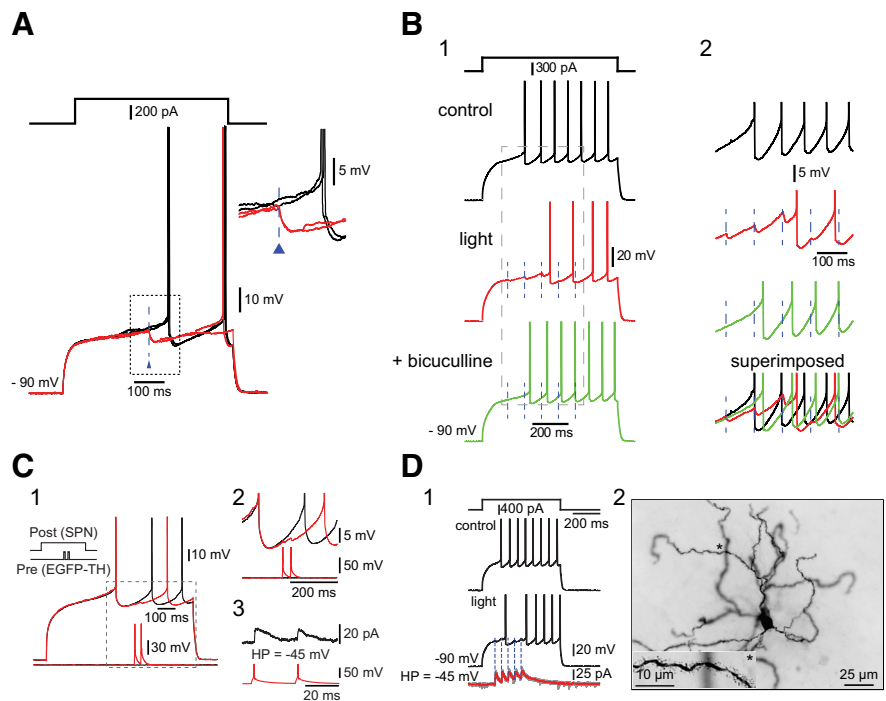 A
200 pA
5 mV
10 mV
- 90 mV
100 ms
B
1
300 pA
control
light
20 mV
+ bicuculline
- 90 mV
200 ms
2
5 mV
100 ms
superimposed
C
1
Post (SPN)
Pre (EGFP-TH)
10 mV
100 ms
30 mV
2
5 mV
50 mV
200 ms
3
20 pA
HP = -45 mV
50 mV
20 ms
D
1
400 pA
200 ms
control
light
20 mV
-90 mV
HP = -45 mV
25 pA
2
*
*
10 µm
25 µm